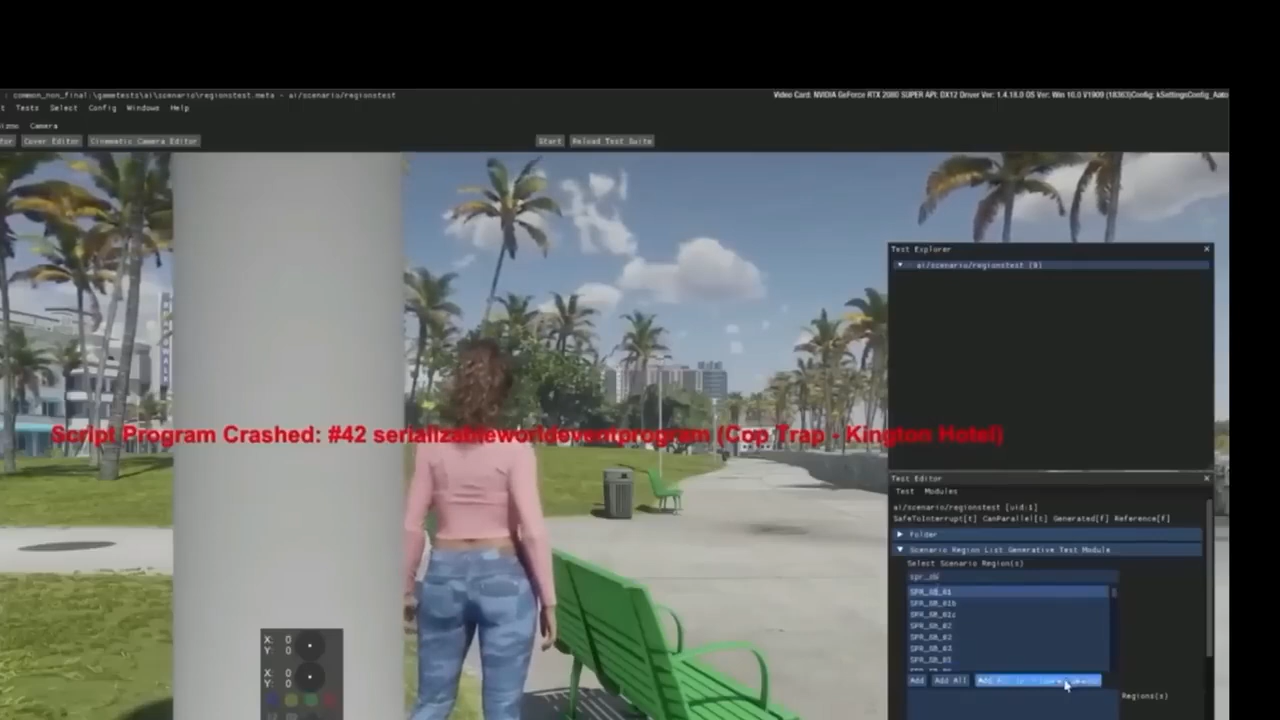 : common_non_final:\gametests\ai\scenario\regionstest.meta - ai/scenario/regionstest
Video Card: NVIDIA GeForce RTX 2080 SUPER API: DX12 Driver Ver: 1.4.18.0 OS Ver: Win 10.0 V1909 (18363)Config: kSettingsConfig_Auto
t Tests Select Config Windows Help
Camera
tor Cover Editor Cinematic Camera Editor Start Reload Test Suite
Test Explorer
ai/scenario/regionstest (0)
Script Program Crashed: #42 serializableworldeventprogram (Cop Trap - Kington Hotel)
Test Editor
Test Modules
ai/scenario/regionstest [uid:1]
SafeToInterrupt[t] CanParallel[t] Generated[f] Reference[f]
Folder
Scenario Region List Generative Test Module
Select Scenario Region(s)
Add Add All
X: 0
Y: 0
X: 0
Y: 0
Regions(s)